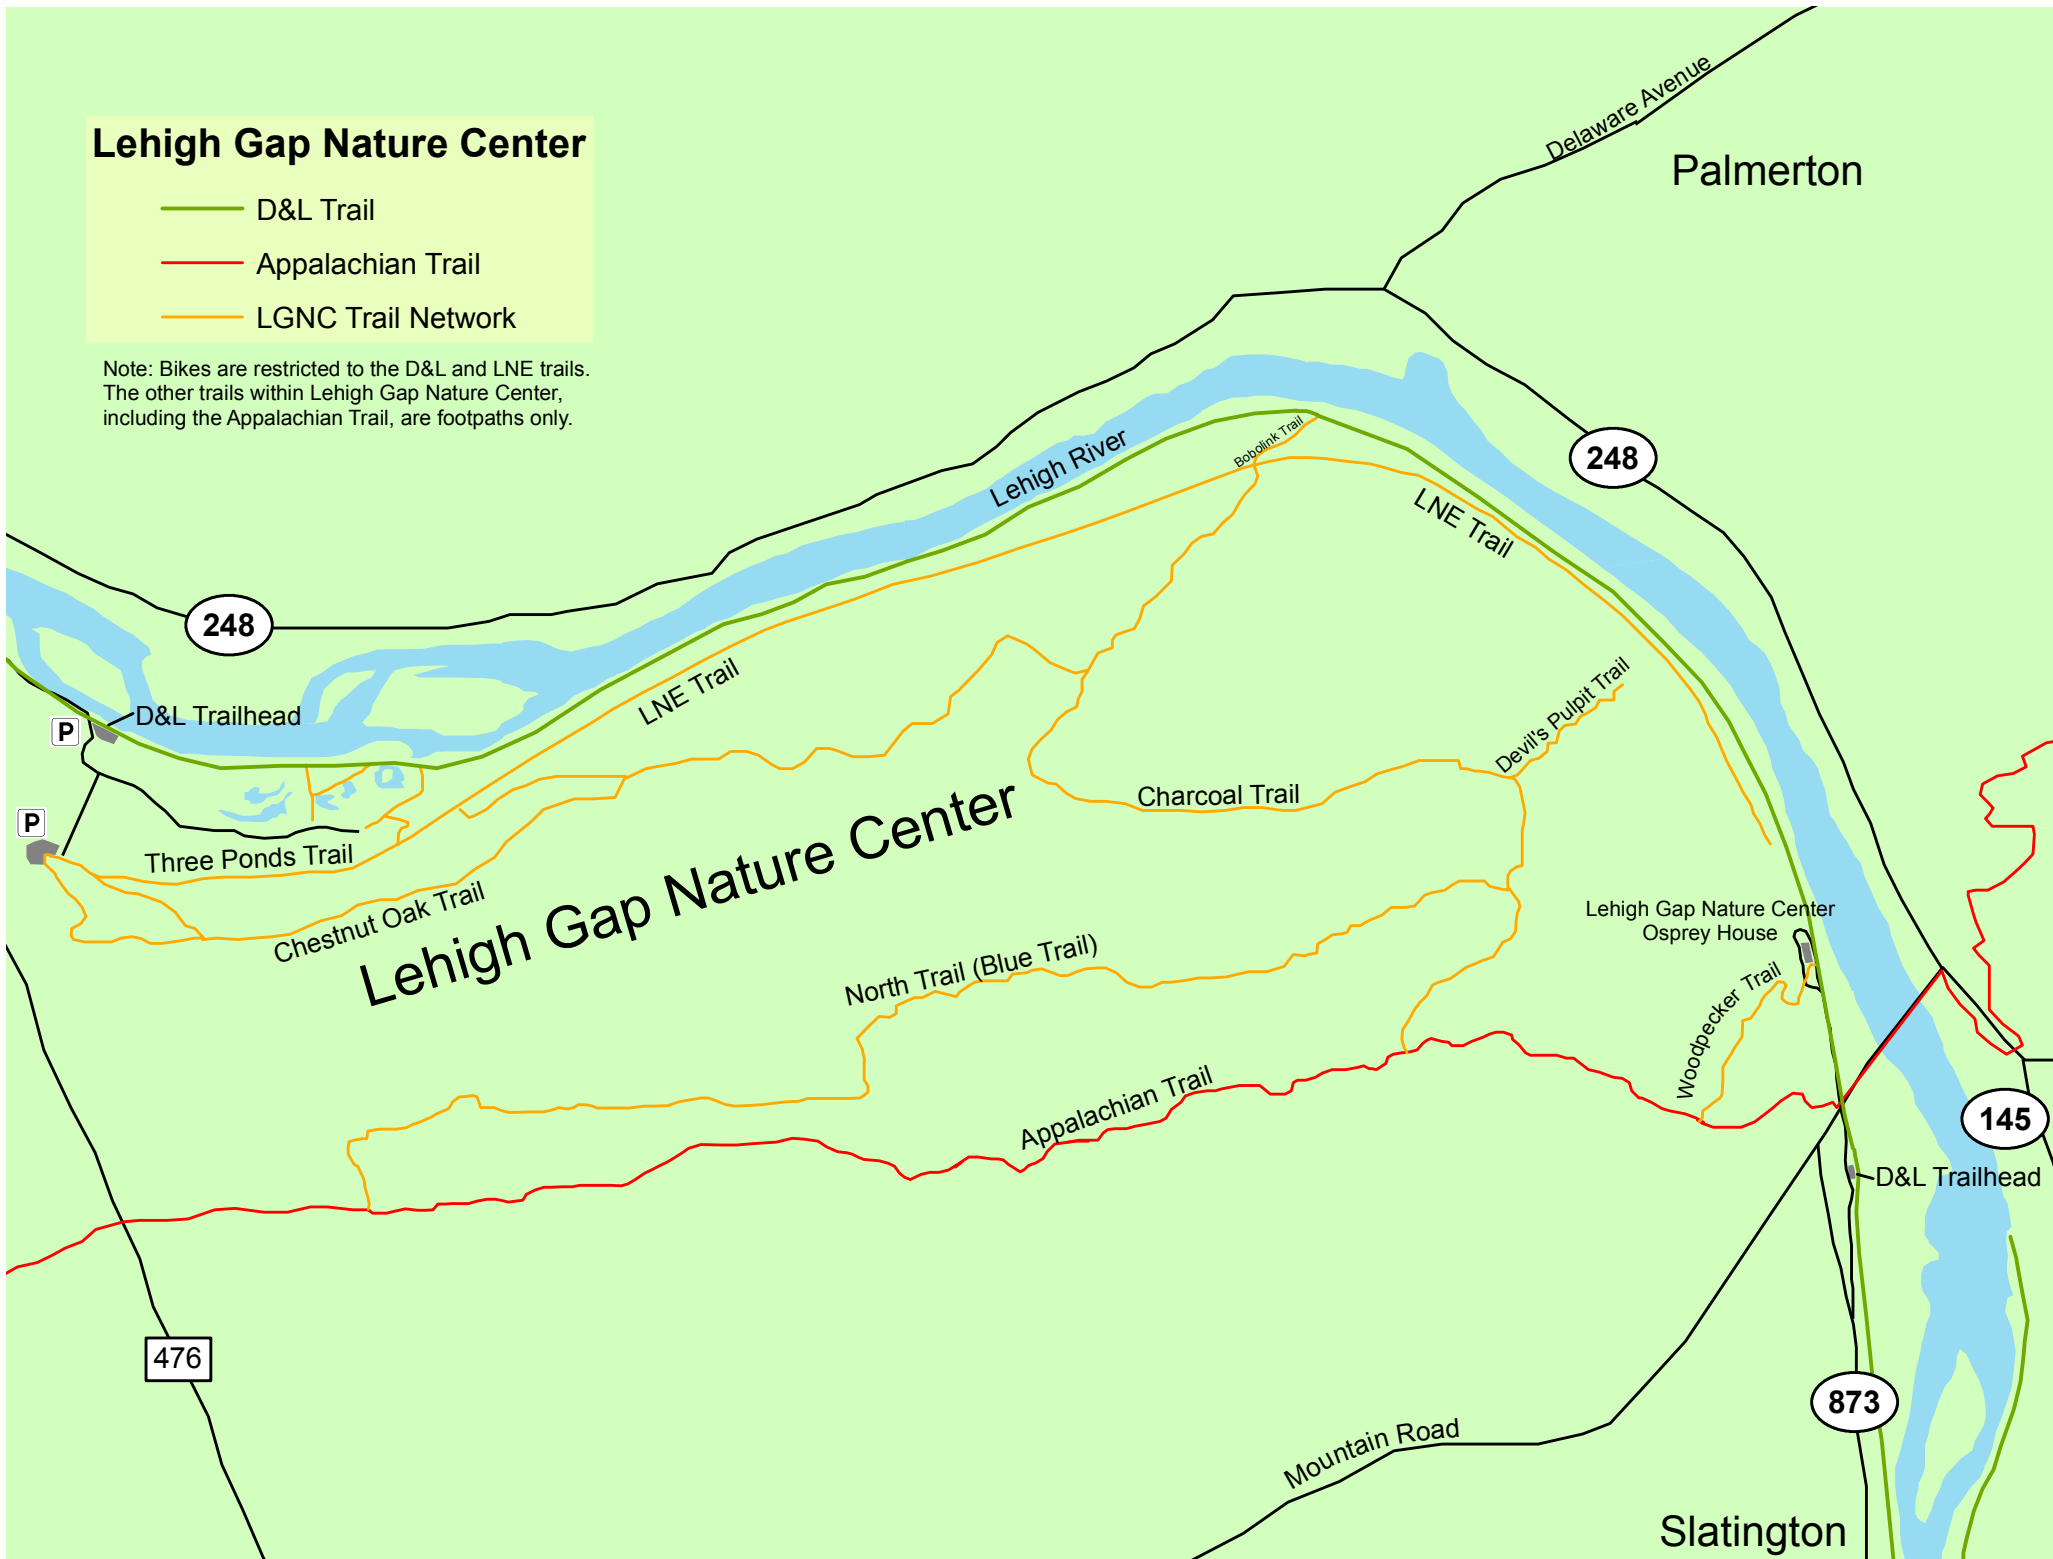 Lehigh Gap Nature Center
D&L Trail
Appalachian Trail
LGNC Trail Network
Note: Bikes are restricted to the D&L and LNE trails.
The other trails within Lehigh Gap Nature Center,
including the Appalachian Trail, are footpaths only.
Delaware Avenue
Palmerton
Bobolink Trail
Lehigh River
248
LNE Trail
248
LNE Trail
Devil's Pulpit Trail
D&L Trailhead
P
P
Charcoal Trail
Three Ponds Trail
Chestnut Oak Trail
Lehigh Gap Nature Center
Lehigh Gap Nature Center
Osprey House
North Trail (Blue Trail)
Woodpecker Trail
Appalachian Trail
145
D&L Trailhead
476
873
Mountain Road
Slatington